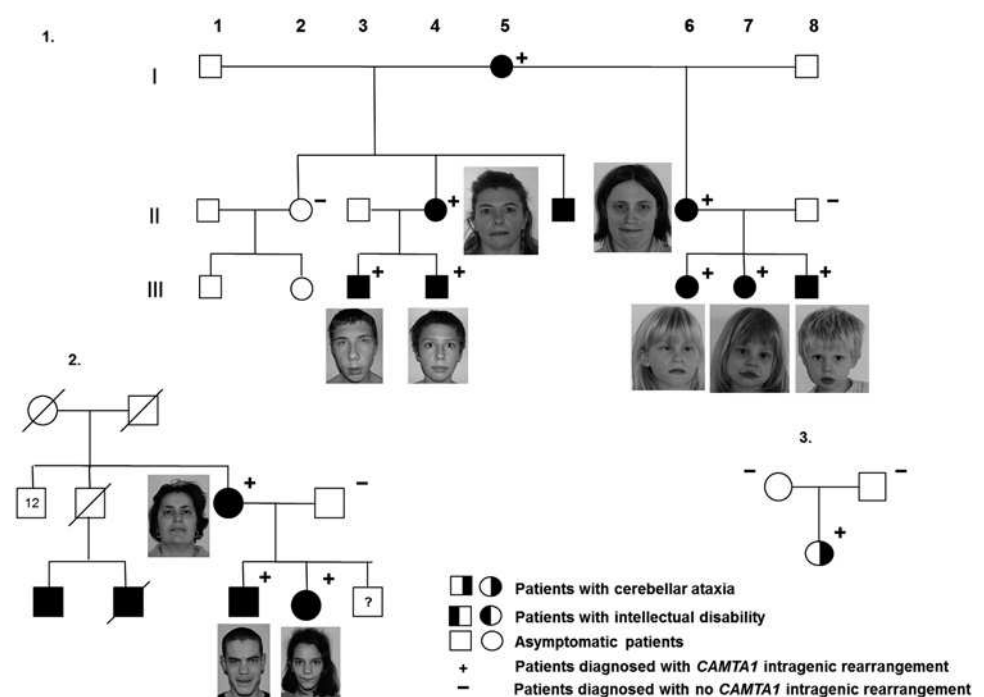 1.
1 2 3 4 5 6 7 8
I
+
II
−
+
+
−
III
+ + + + +
2.
3.
+ −
12
− −
+
+ +
?
Patients with cerebellar ataxia
Patients with intellectual disability
Asymptomatic patients
+ Patients diagnosed with CAMTA1 intragenic rearrangement
− Patients diagnosed with no CAMTA1 intragenic rearrangement